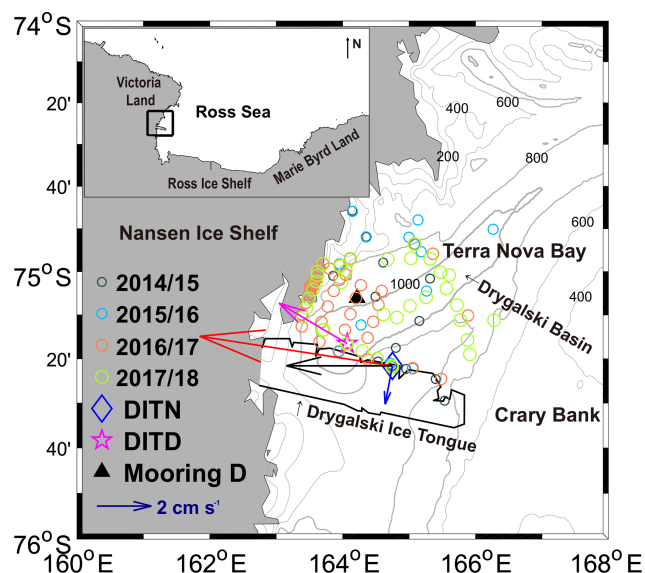 74°S
20'
40'
75°S
20'
40'
76°S
160°E
162°E
164°E
166°E
168°E
N
Victoria
Land
Ross Sea
Ross Ice Shelf
Marie Byrd Land
400
600
200
800
600
1000
400
Nansen Ice Shelf
Terra Nova Bay
Drygalski Basin
Crary Bank
Drygalski Ice Tongue
2014/15
2015/16
2016/17
2017/18
DITN
DITD
Mooring D
2 cm s⁻¹